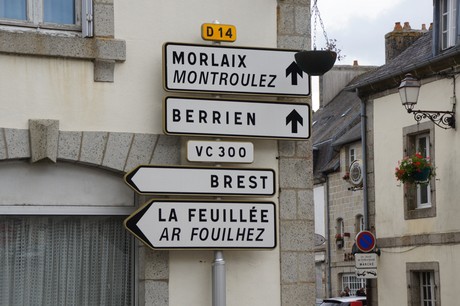 D 14
MORLAIX
MONTROULEZ
BERRIEN
VC 300
BREST
LA FEUILLÉE
AR FOUILHEZ